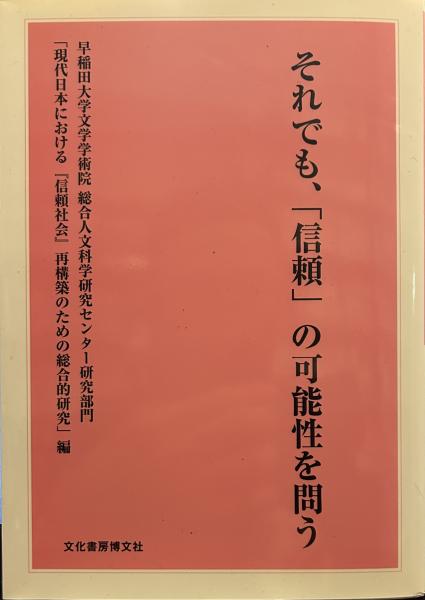 それでも、「信頼」の可能性を問う
早稲田大学文学学術院 総合人文科学研究センター研究部門
「現代日本における『信頼社会』再構築のための総合的研究」編
文化書房博文社